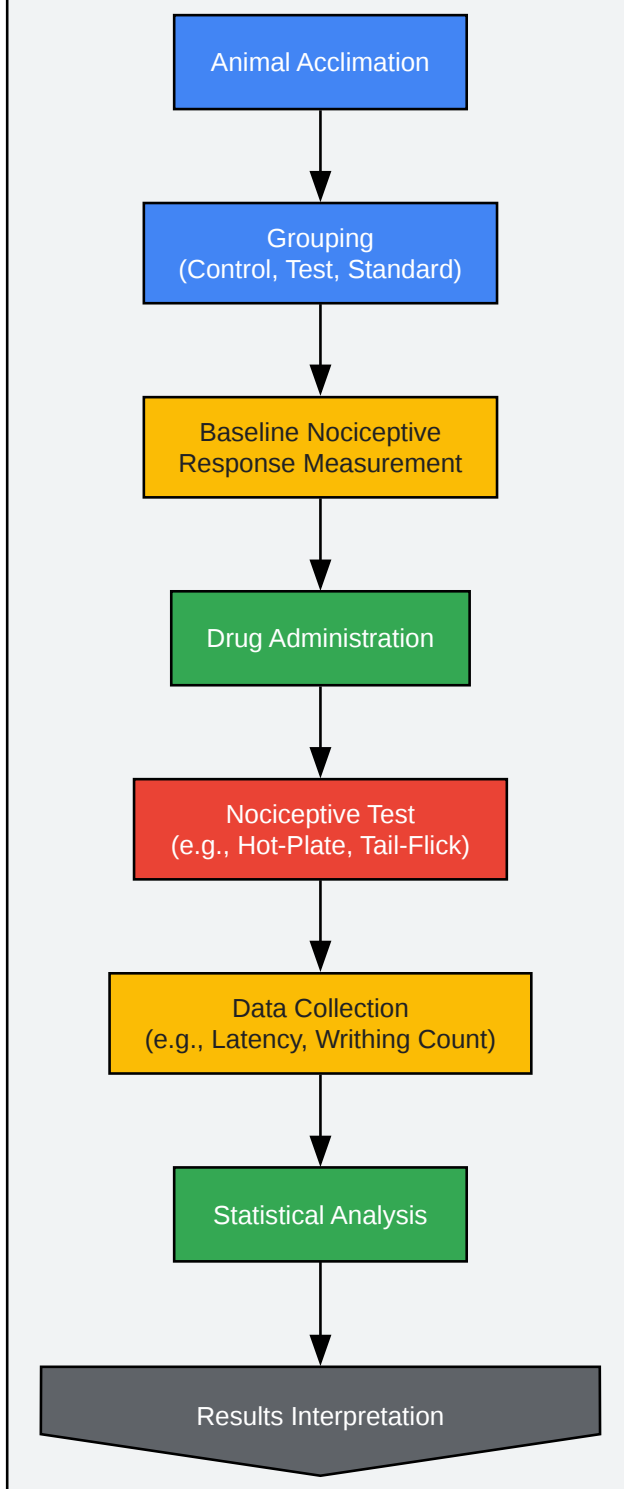 Animal Acclimation
Grouping
(Control, Test, Standard)
Baseline Nociceptive
Response Measurement
Drug Administration
Nociceptive Test
(e.g., Hot-Plate, Tail-Flick)
Data Collection
(e.g., Latency, Writhing Count)
Statistical Analysis
Results Interpretation